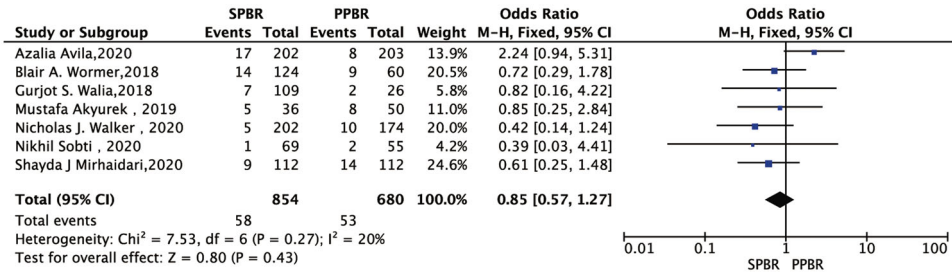 SPBR PPBR Odds Ratio Odds Ratio
Study or Subgroup Events Total Events Total Weight M-H, Fixed, 95% CI M-H, Fixed, 95% CI
Azalia Avila,2020 17 202 8 203 13.9% 2.24 [0.94, 5.31]
Blair A. Wormer,2018 14 124 9 60 20.5% 0.72 [0.29, 1.78]
Gurjot S. Walia,2018 7 109 2 26 5.8% 0.82 [0.16, 4.22]
Mustafa Akyurek , 2019 5 36 8 50 11.0% 0.85 [0.25, 2.84]
Nicholas J. Walker , 2020 5 202 10 174 20.0% 0.42 [0.14, 1.24]
Nikhil Sobti , 2020 1 69 2 55 4.2% 0.39 [0.03, 4.41]
Shayda J Mirhaidari,2020 9 112 14 112 24.6% 0.61 [0.25, 1.48]
Total (95% CI) 854 680 100.0% 0.85 [0.57, 1.27]
Total events 58 53
Heterogeneity: Chi² = 7.53, df = 6 (P = 0.27); I² = 20%
Test for overall effect: Z = 0.80 (P = 0.43)
0.01 0.1 1 10 100
SPBR PPBR